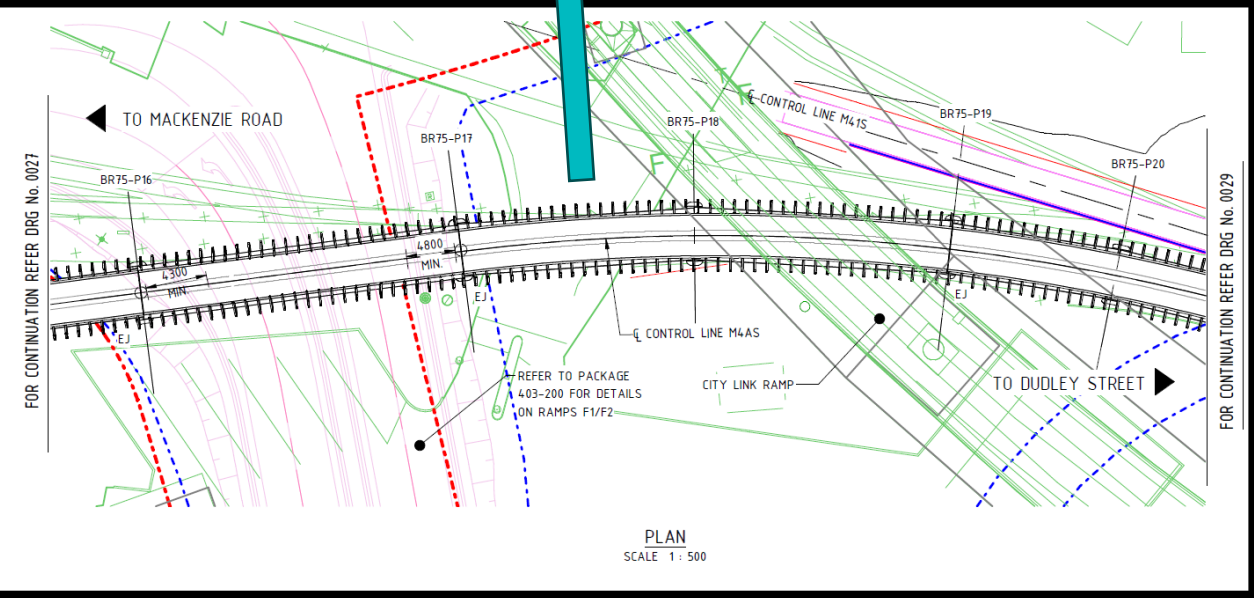 FOR CONTINUATION REFER DRG No. 0027
TO MACKENZIE ROAD
BR75-P16
BR75-P17
BR75-P18
℄ CONTROL LINE M41S
BR75-P19
BR75-P20
FOR CONTINUATION REFER DRG No. 0029
4300
MIN.
4800
MIN.
EJ
EJ
EJ
℄ CONTROL LINE M4AS
REFER TO PACKAGE
403-200 FOR DETAILS
ON RAMPS F1/F2
CITY LINK RAMP
TO DUDLEY STREET
F
PLAN
SCALE 1 : 500